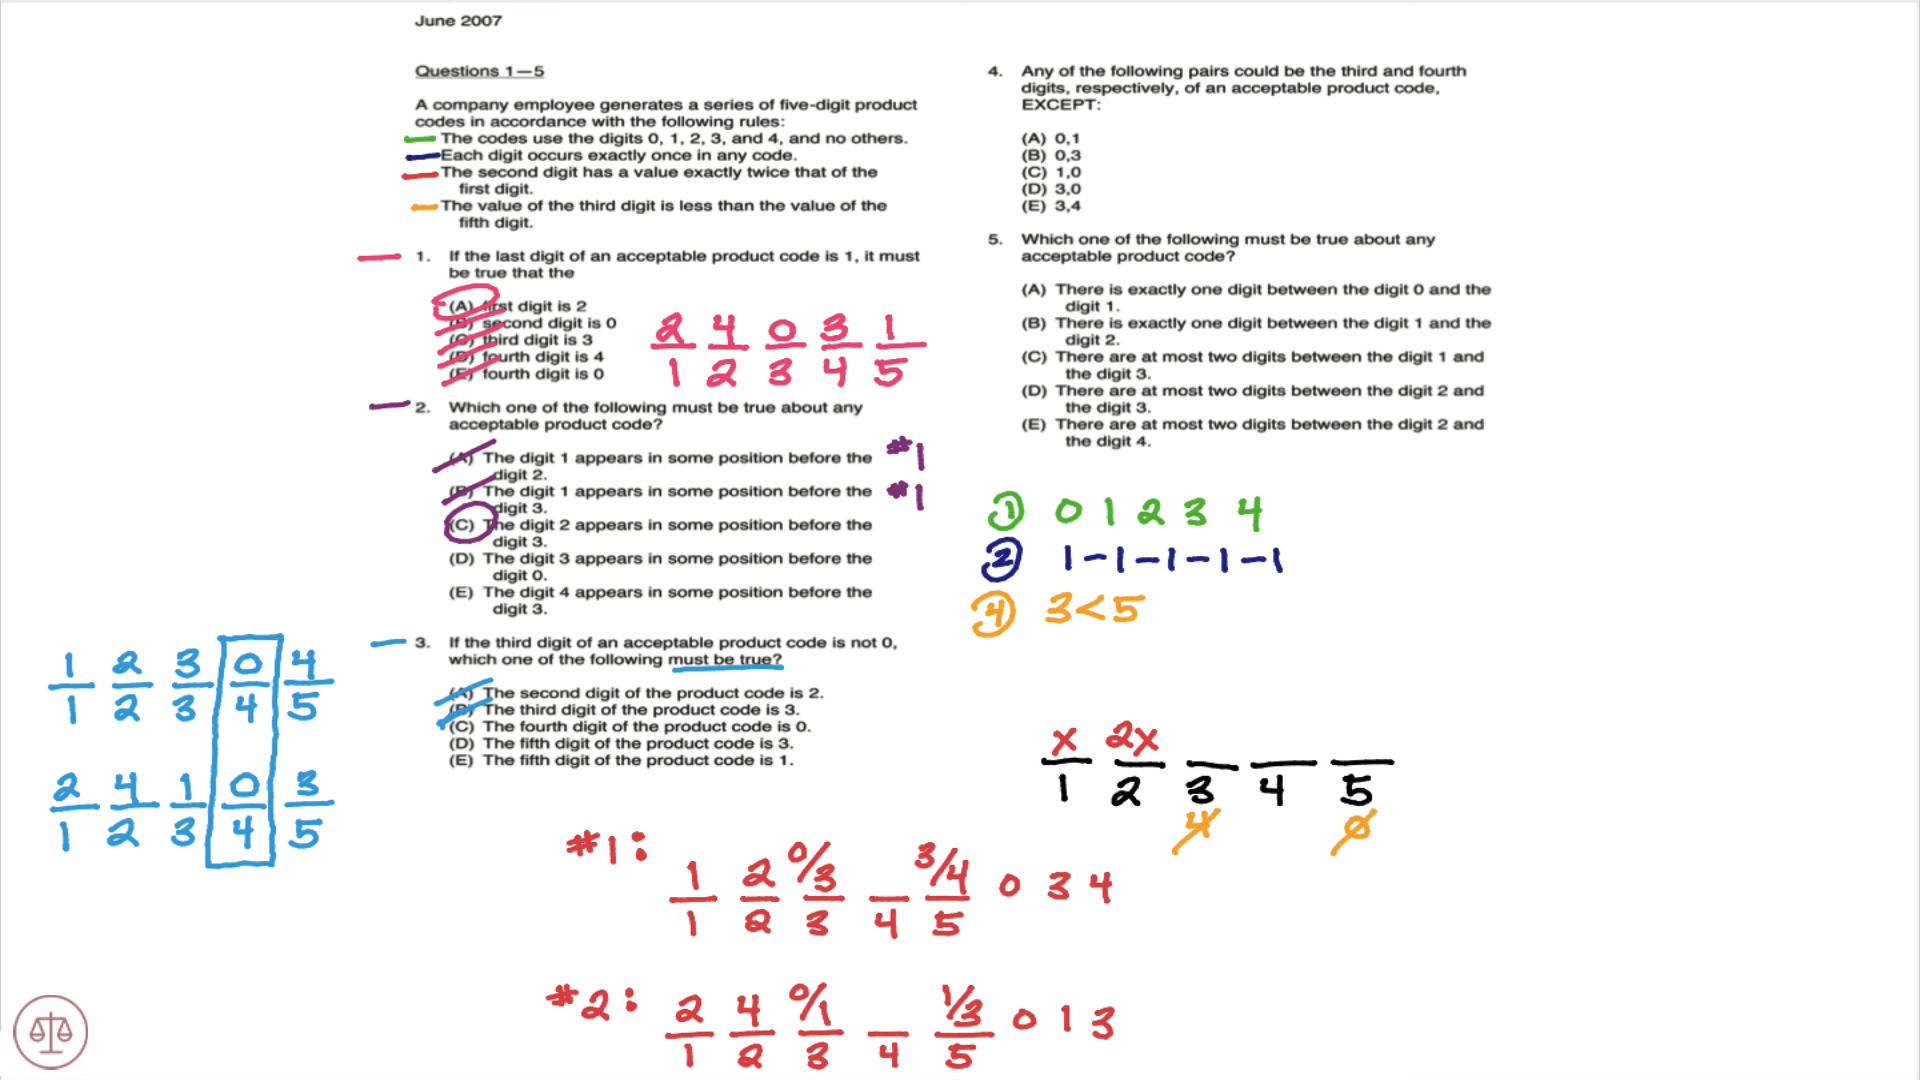 June 2007
Questions 1—5
A company employee generates a series of five-digit product
codes in accordance with the following rules:
The codes use the digits 0, 1, 2, 3, and 4, and no others.
Each digit occurs exactly once in any code.
The second digit has a value exactly twice that of the
first digit.
The value of the third digit is less than the value of the
fifth digit.
1. If the last digit of an acceptable product code is 1, it must
be true that the
(A) first digit is 2
(B) second digit is 0
(C) third digit is 3
(D) fourth digit is 4
(E) fourth digit is 0
2 4 0 3 1
1 2 3 4 5
2. Which one of the following must be true about any
acceptable product code?
(A) The digit 1 appears in some position before the
digit 2.
#1
(B) The digit 1 appears in some position before the
digit 3.
#1
(C) The digit 2 appears in some position before the
digit 3.
(D) The digit 3 appears in some position before the
digit 0.
(E) The digit 4 appears in some position before the
digit 3.
3. If the third digit of an acceptable product code is not 0,
which one of the following must be true?
(A) The second digit of the product code is 2.
(B) The third digit of the product code is 3.
(C) The fourth digit of the product code is 0.
(D) The fifth digit of the product code is 3.
(E) The fifth digit of the product code is 1.
1 2 3 0 4
1 2 3 4 5
2 4 1 0 3
1 2 3 4 5
4. Any of the following pairs could be the third and fourth
digits, respectively, of an acceptable product code,
EXCEPT:
(A) 0,1
(B) 0,3
(C) 1,0
(D) 3,0
(E) 3,4
5. Which one of the following must be true about any
acceptable product code?
(A) There is exactly one digit between the digit 0 and the
digit 1.
(B) There is exactly one digit between the digit 1 and the
digit 2.
(C) There are at most two digits between the digit 1 and
the digit 3.
(D) There are at most two digits between the digit 2 and
the digit 3.
(E) There are at most two digits between the digit 2 and
the digit 4.
① 0 1 2 3 4
② 1-1-1-1-1
④ 3<5
x 2x
1 2 3 4 5
4 0
#1:
1 2 0/3 3/4 0 3 4
1 2 3 4 5
#2:
2 4 0/1 1/3 0 1 3
1 2 3 4 5